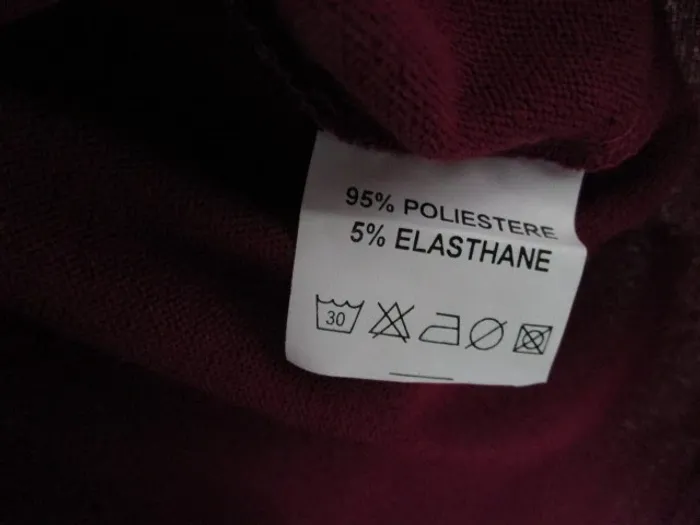 95% POLIESTERE
5% ELASTHANE
30